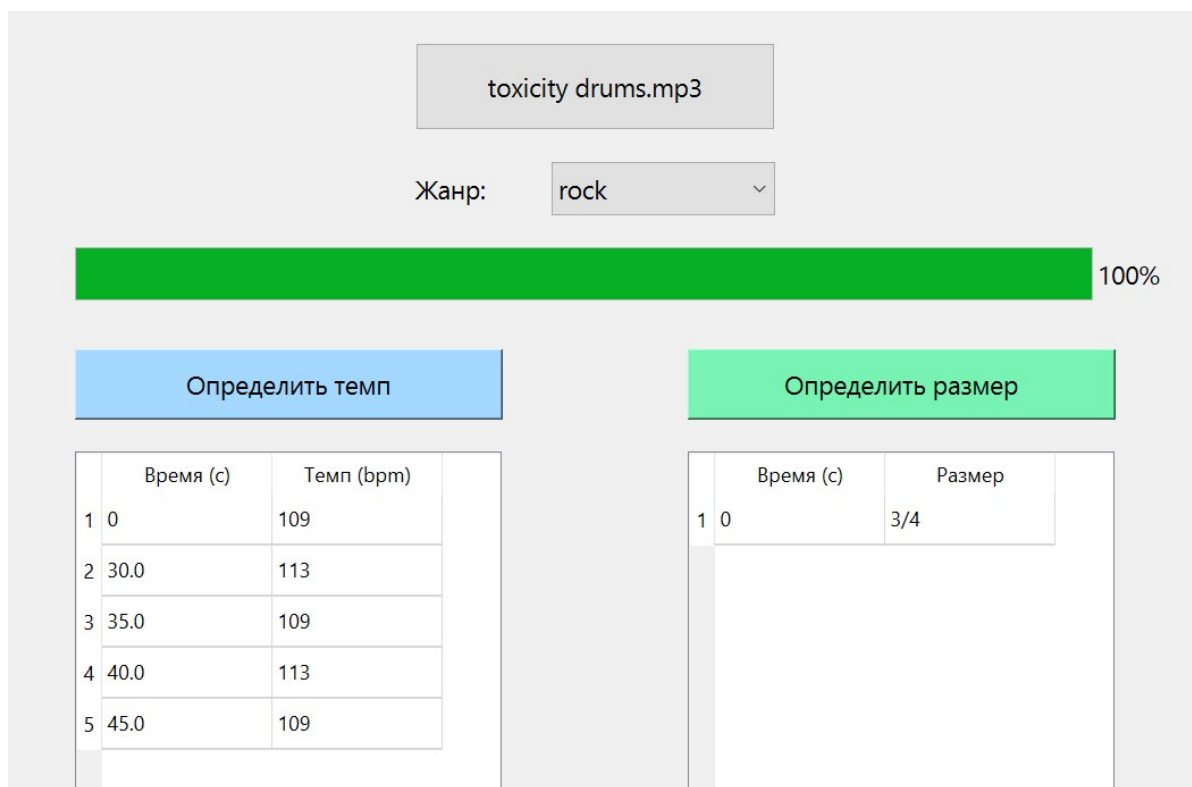 toxicity drums.mp3
Жанр: rock
100%
Определить темп Определить размер
Время (с) Темп (bpm) Время (с) Размер
1 0 109 1 0 3/4
2 30.0 113
3 35.0 109
4 40.0 113
5 45.0 109